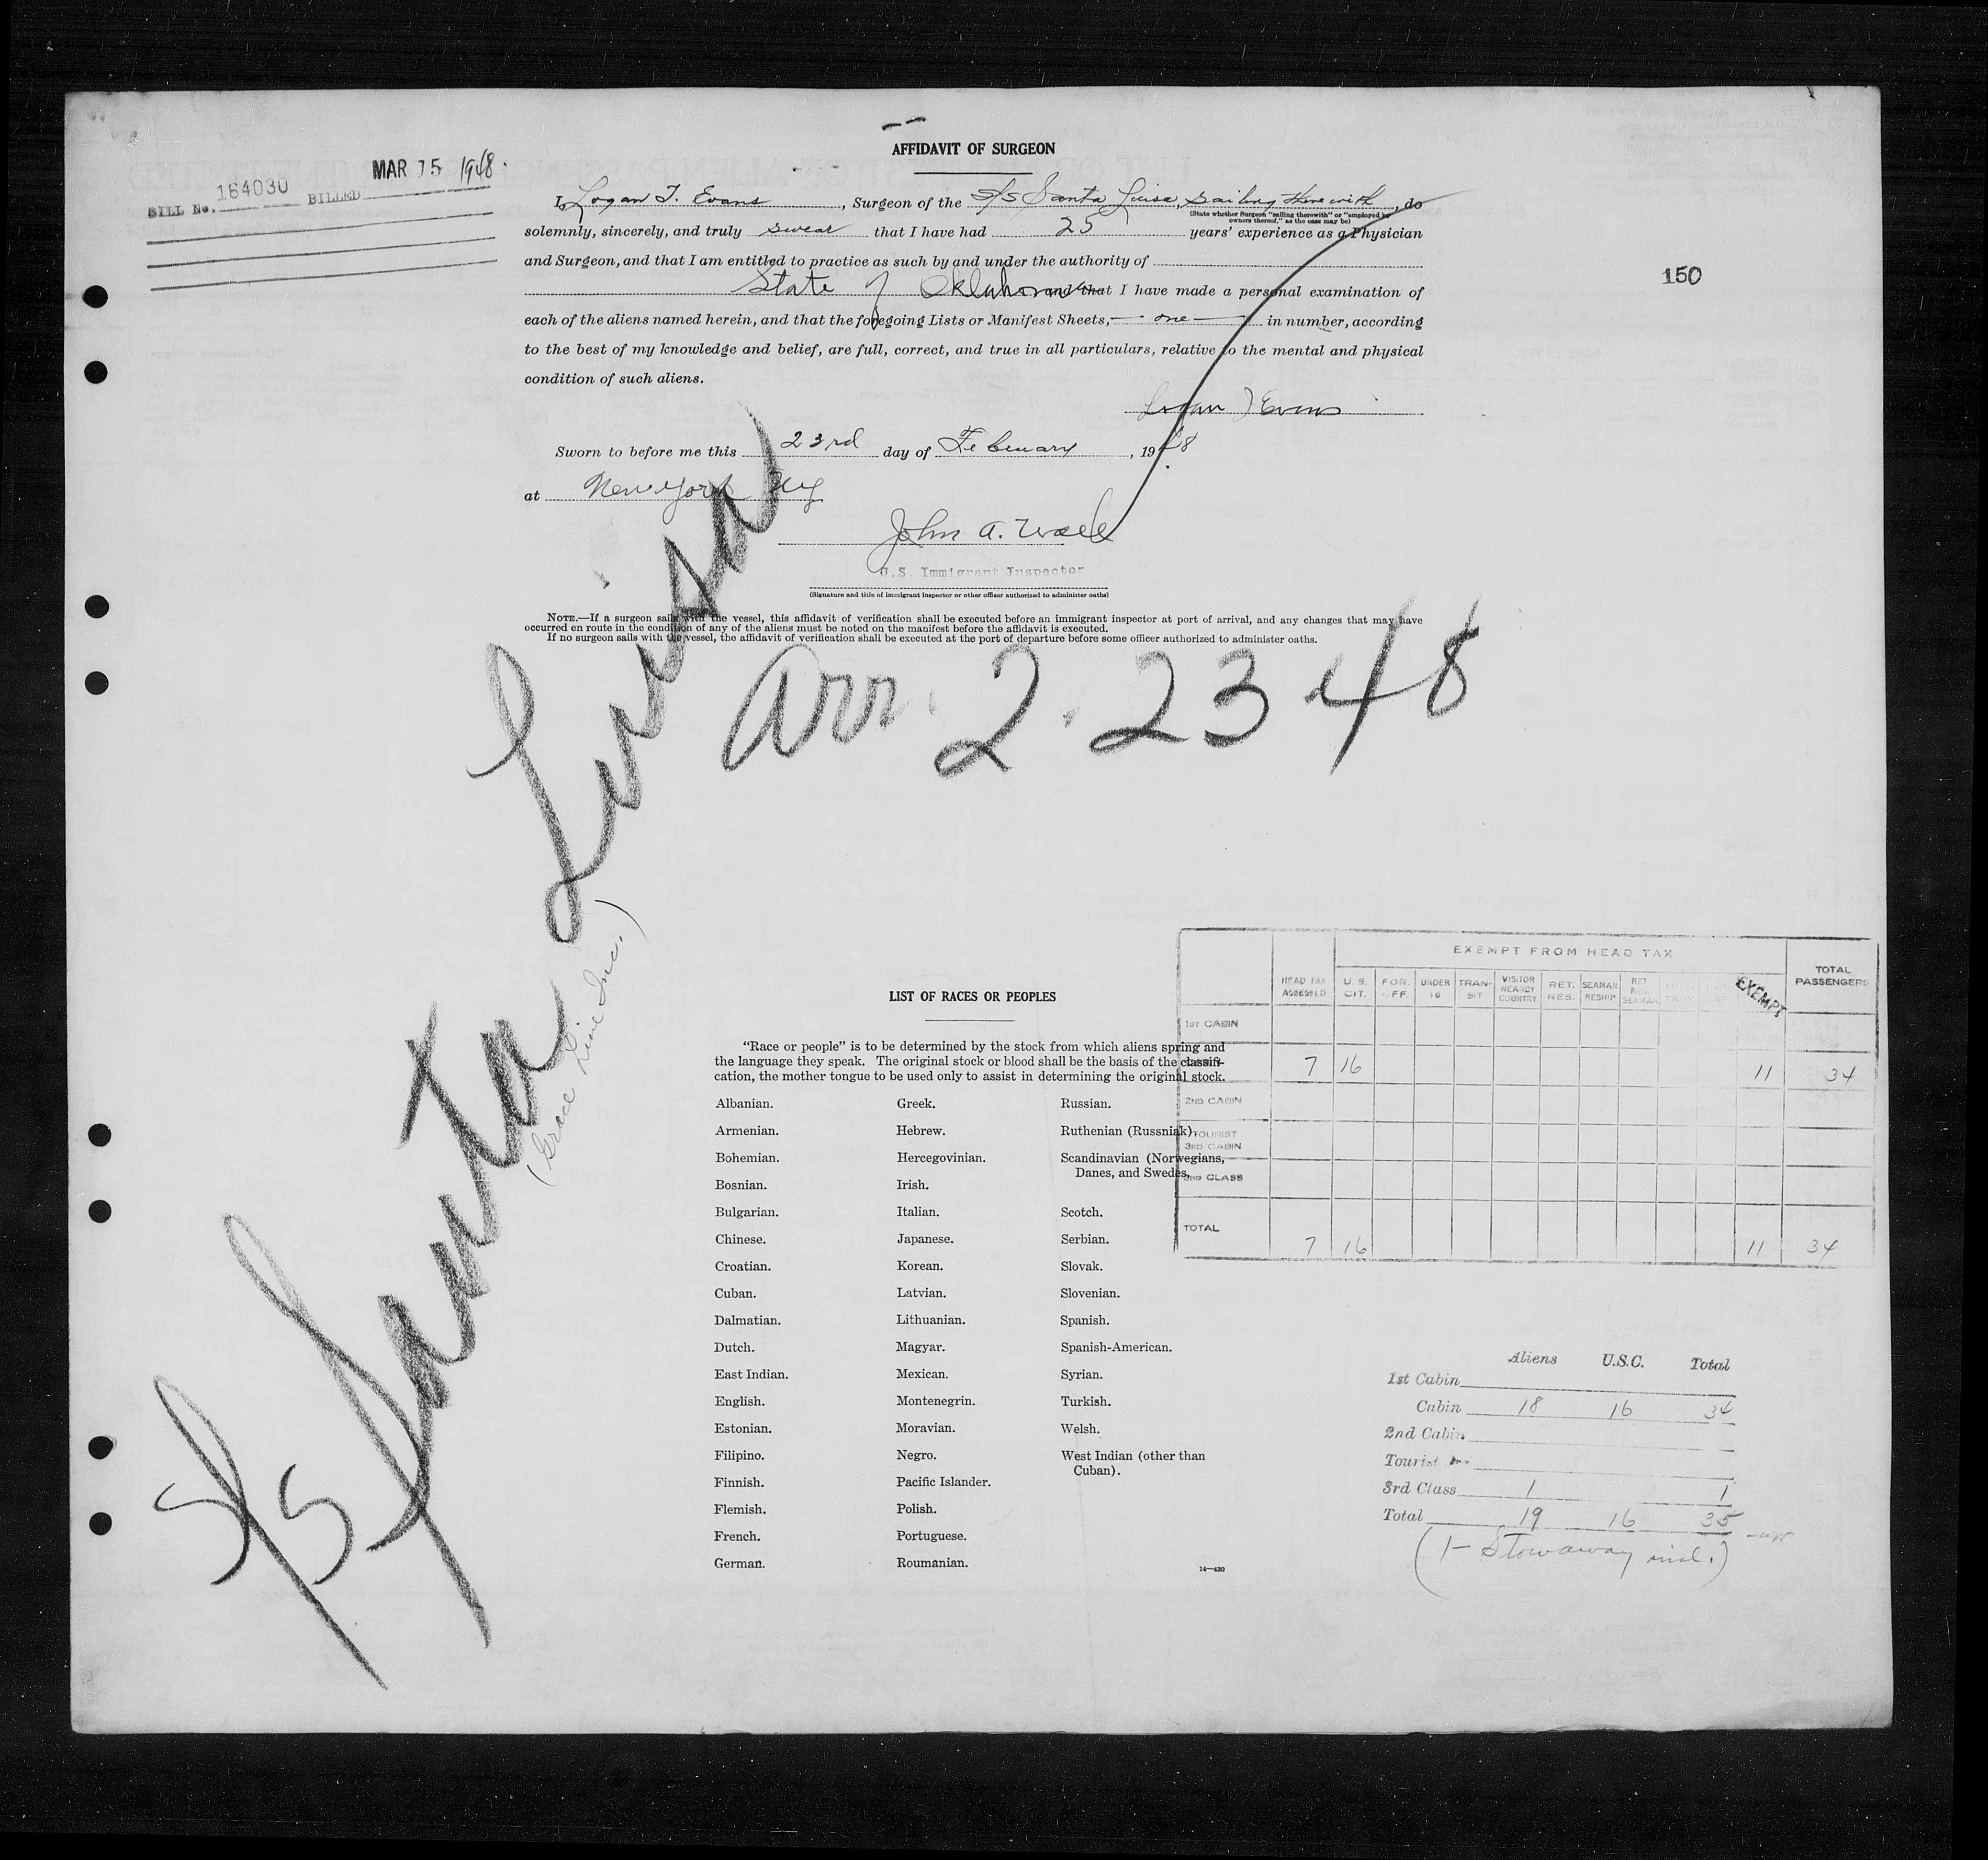 AFFIDAVIT OF SURGEON
MAR 15 1948.
BILL No. 164030 BILLED
I, Logan T. Evans, Surgeon of the S/S Santa Luisa, sailing therewith, do
(State whether Surgeon "sailing therewith" or "employed by
owners thereof," as the case may be)
solemnly, sincerely, and truly swear that I have had 25 years' experience as a Physician
and Surgeon, and that I am entitled to practice as such by and under the authority of
State of Oklahoma and that I have made a personal examination of
150
each of the aliens named herein, and that the foregoing Lists or Manifest Sheets, — one — in number, according
to the best of my knowledge and belief, are full, correct, and true in all particulars, relative to the mental and physical
condition of such aliens.
Logan T Evans
Sworn to before me this 23rd day of February, 1948
at New York NY
John A.
U.S. Immigrant Inspector
(Signature and title of immigrant inspector or other officer authorized to administer oaths)
NOTE.—If a surgeon sails with the vessel, this affidavit of verification shall be executed before an immigrant inspector at port of arrival, and any changes that may have
occurred en route in the condition of any of the aliens must be noted on the manifest before the affidavit is executed.
If no surgeon sails with the vessel, the affidavit of verification shall be executed at the port of departure before some officer authorized to administer oaths.
arr. 2. 23 48
S/S Santa Luisa
(Grace Line Inc.)
EXEMPT FROM HEAD TAX
HEAD TAX ASSESSED U.S. CIT. FOR. OFF. UNDER 16 TRANSIT VISITOR NEARBY COUNTRY RET. RES. SEAMAN RESHIP RET. SEAMAN EXEMPT TOTAL PASSENGERS
1ST CABIN
7 16 11 34
2ND CABIN
TOURIST
3RD CABIN
3RD CLASS
TOTAL 7 16 11 34
LIST OF RACES OR PEOPLES
"Race or people" is to be determined by the stock from which aliens spring and
the language they speak. The original stock or blood shall be the basis of the classifi-
cation, the mother tongue to be used only to assist in determining the original stock.
Albanian.
Armenian.
Bohemian.
Bosnian.
Bulgarian.
Chinese.
Croatian.
Cuban.
Dalmatian.
Dutch.
East Indian.
English.
Estonian.
Filipino.
Finnish.
Flemish.
French.
German.
Greek.
Hebrew.
Hercegovinian.
Irish.
Italian.
Japanese.
Korean.
Latvian.
Lithuanian.
Magyar.
Mexican.
Montenegrin.
Moravian.
Negro.
Pacific Islander.
Polish.
Portuguese.
Roumanian.
Russian.
Ruthenian (Russniak).
Scandinavian (Norwegians,
Danes, and Swedes
Scotch.
Serbian.
Slovak.
Slovenian.
Spanish.
Spanish-American.
Syrian.
Turkish.
Welsh.
West Indian (other than
Cuban).
14—430
Aliens U.S.C. Total
1st Cabin
Cabin 18 16 34
2nd Cabin
Tourist
3rd Class 1 1
Total 19 16 35
(1- Stowaway incl.)